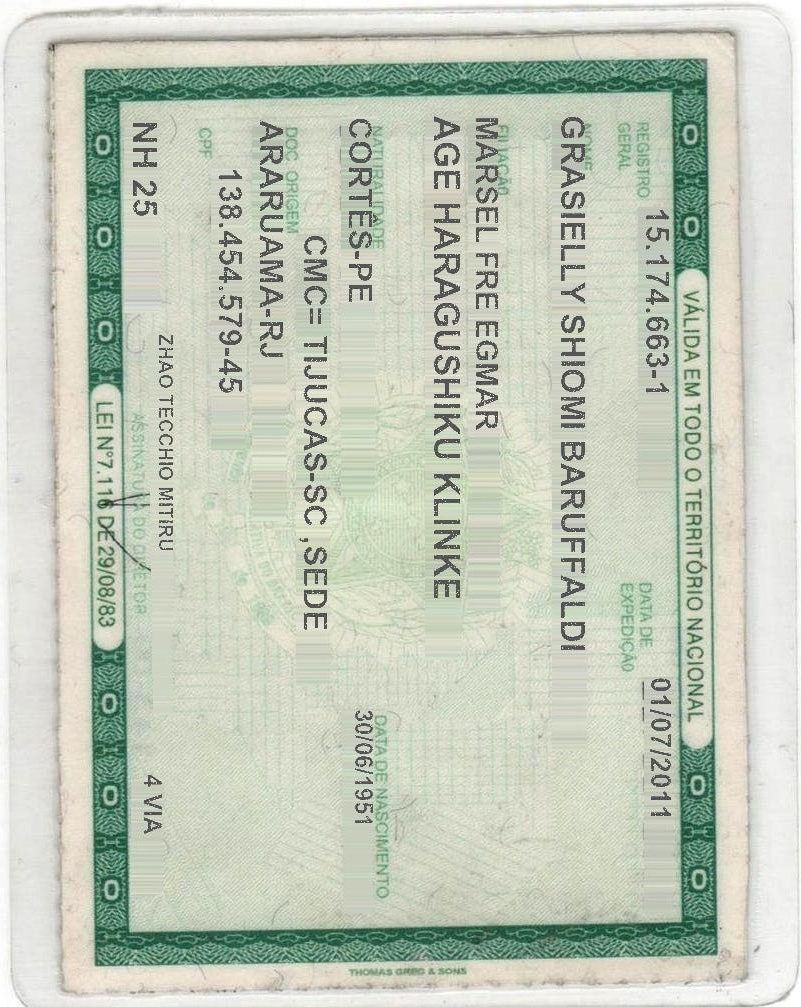 VÁLIDA EM TODO O TERRITÓRIO NACIONAL
REGISTRO GERAL 15.174.663-1 DATA DE EXPEDIÇÃO 01/07/2011
NOME
GRASIELLY SHIOMI BARUFFALDI
FILIAÇÃO
MARSEL FRE EGMAR
AGE HARAGUSHIKU KLINKE
NATURALIDADE DATA DE NASCIMENTO
CORTÊS-PE 30/06/1951
DOC ORIGEM CMC= TIJUCAS-SC ,SEDE
ARARUAMA-RJ
CPF 138.454.579-45
ZHAO TECCHIO MITIRU
NH 25 4 VIA
ASSINATURA DO DIRETOR
LEI Nº7.116 DE 29/08/83
THOMAS GREG & SONS